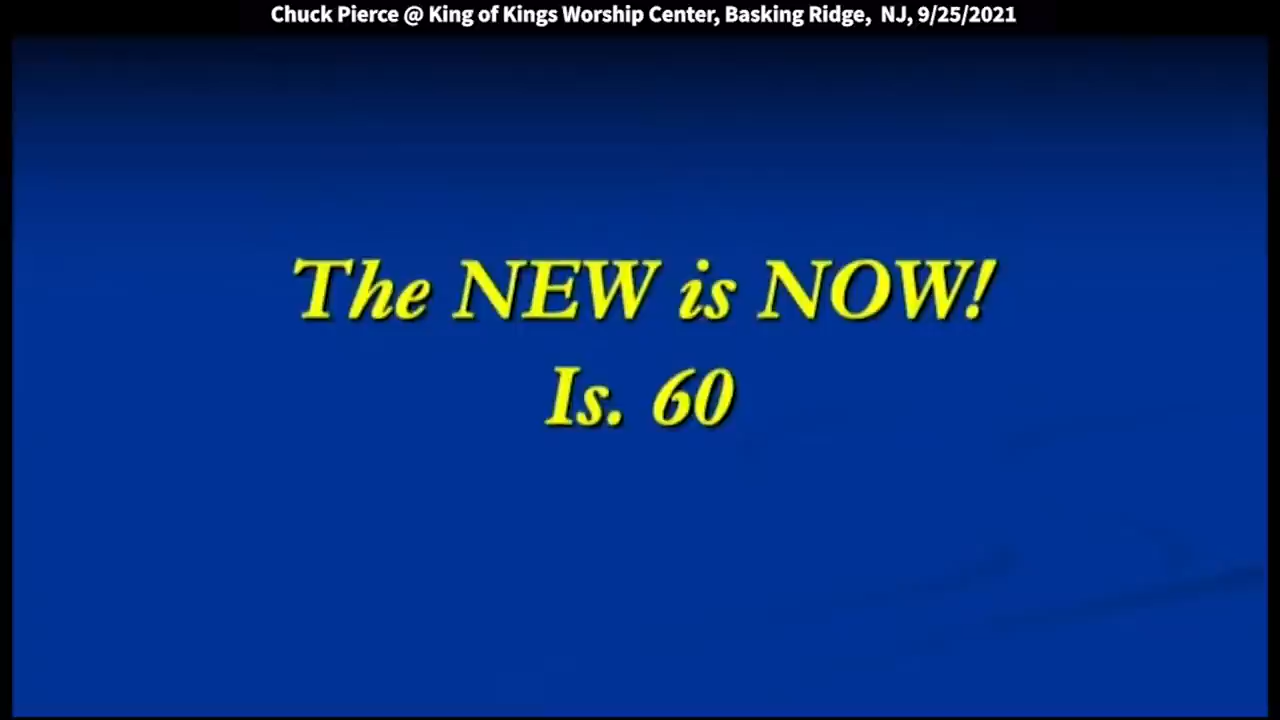 Chuck Pierce @ King of Kings Worship Center, Basking Ridge, NJ, 9/25/2021
The NEW is NOW!
Is. 60